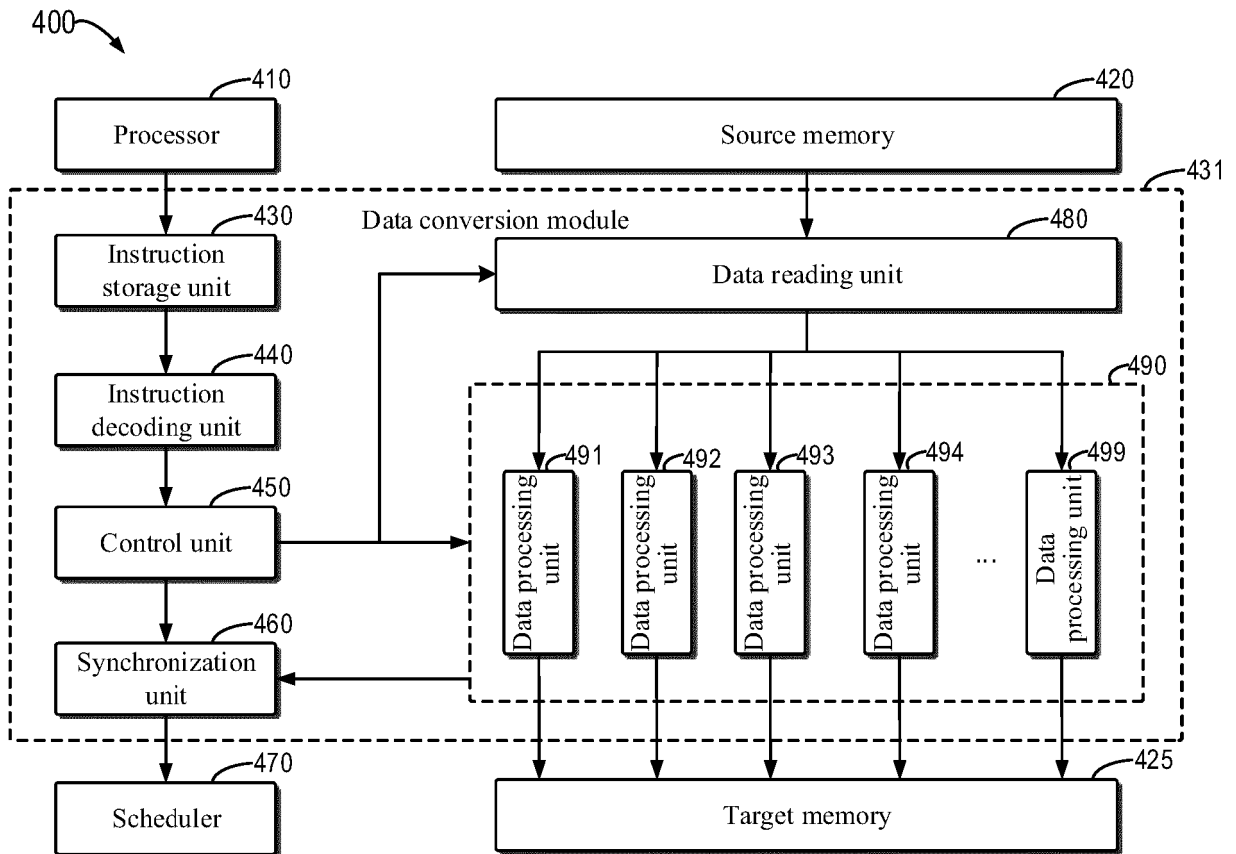 400
410
420
Processor
Source memory
431
430
Data conversion module
480
Instruction
storage unit
Data reading unit
440
490
Instruction
decoding unit
491
492
493
494
499
450
Control unit
Data processing
unit
Data processing
unit
Data processing
unit
Data processing
unit
...
Data
processing unit
460
Synchronization
unit
470
425
Scheduler
Target memory